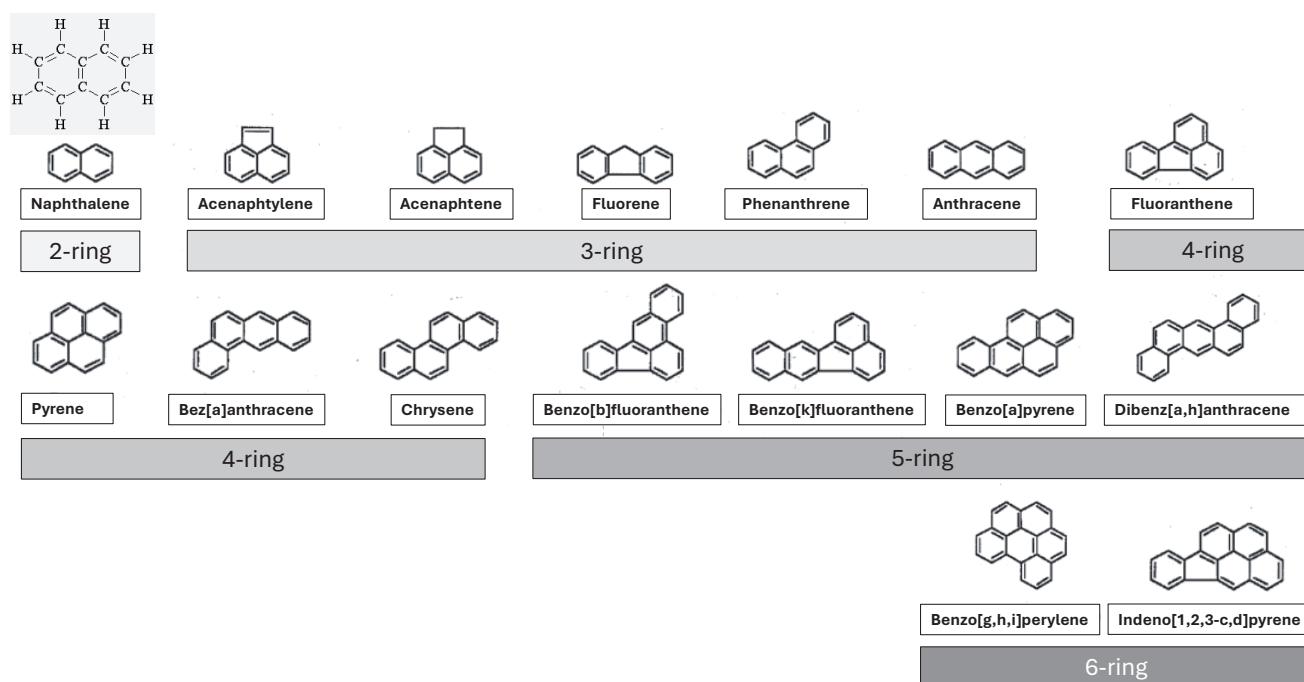 H H
H C C H
C C C
C C C
H C C H
H H
Naphthalene
Acenaphtylene
Acenaphtene
Fluorene
Phenanthrene
Anthracene
Fluoranthene
2-ring
3-ring
4-ring
Pyrene
Bez[a]anthracene
Chrysene
Benzo[b]fluoranthene
Benzo[k]fluoranthene
Benzo[a]pyrene
Dibenz[a,h]anthracene
4-ring
5-ring
Benzo[g,h,i]perylene
Indeno[1,2,3-c,d]pyrene
6-ring